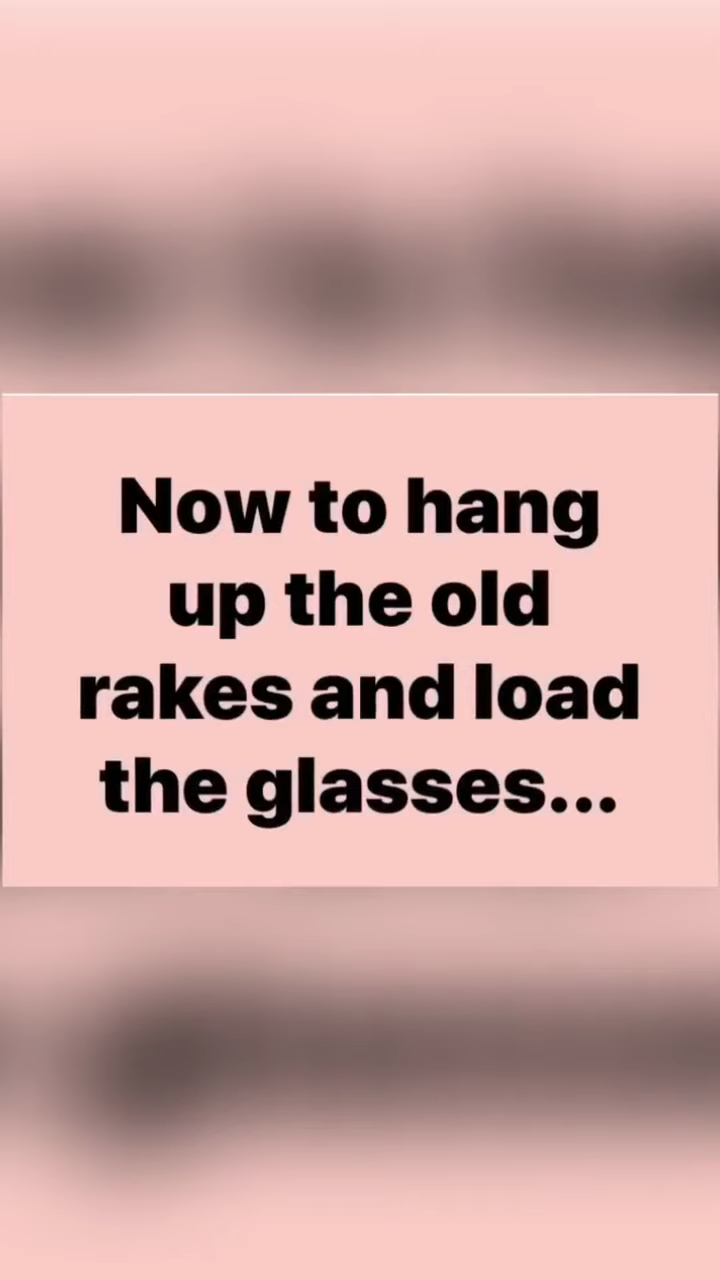 Now to hang
up the old
rakes and load
the glasses...